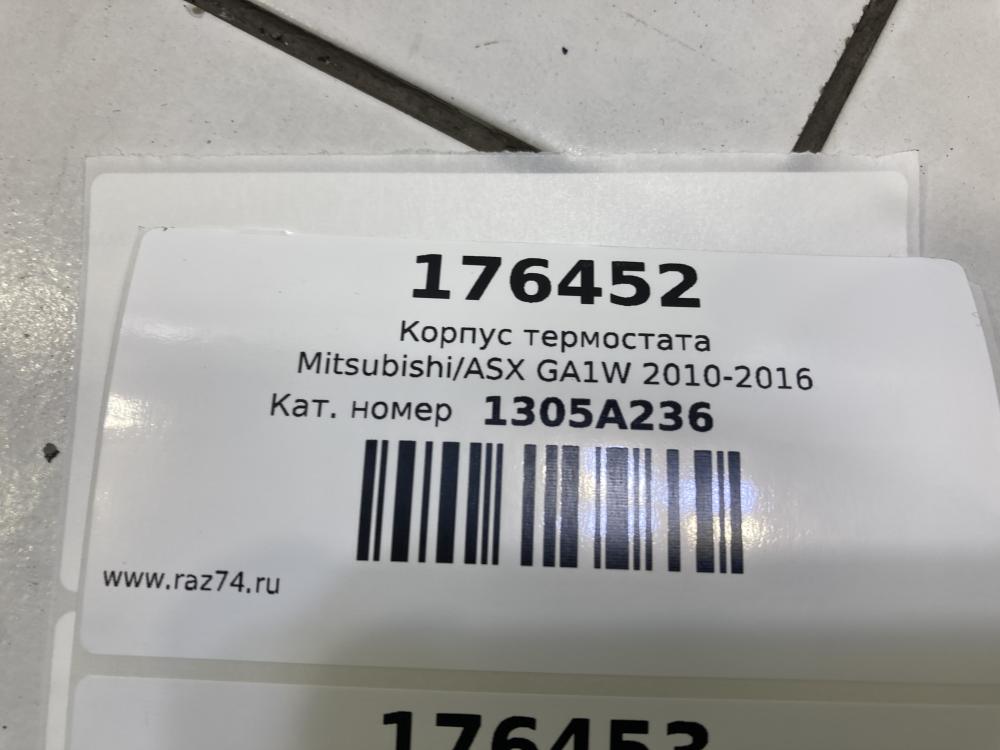 176452
Корпус термостата
Mitsubishi/ASX GA1W 2010-2016
Кат. номер 1305A236
www.raz74.ru
176453